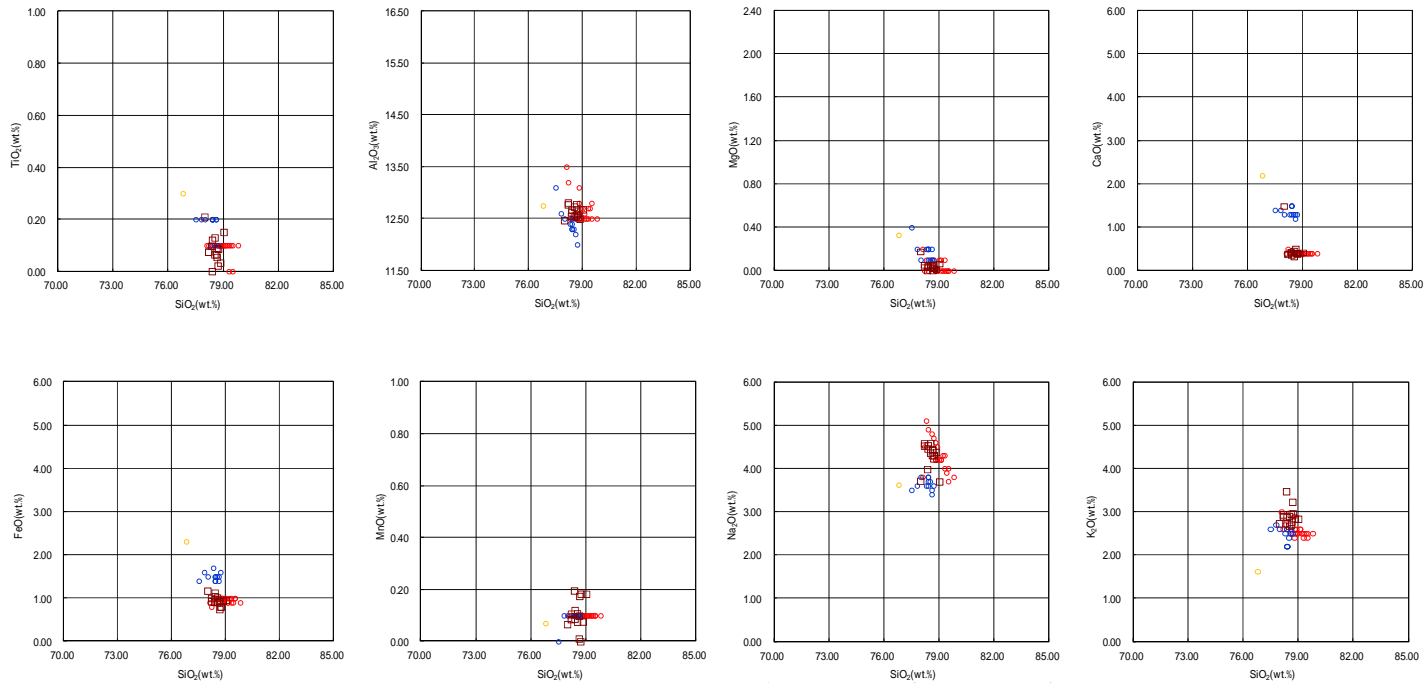 1.00 0.80 0.60 0.40 0.20 0.00
TiO₂(wt.%)
70.00 73.00 76.00 79.00 82.00 85.00
SiO₂(wt.%)
16.50 15.50 14.50 13.50 12.50 11.50
Al₂O₃(wt.%)
70.00 73.00 76.00 79.00 82.00 85.00
SiO₂(wt.%)
2.40 2.00 1.60 1.20 0.80 0.40 0.00
MgO(wt.%)
70.00 73.00 76.00 79.00 82.00 85.00
SiO₂(wt.%)
6.00 5.00 4.00 3.00 2.00 1.00 0.00
CaO(wt.%)
70.00 73.00 76.00 79.00 82.00 85.00
SiO₂(wt.%)
6.00 5.00 4.00 3.00 2.00 1.00 0.00
FeO(wt.%)
70.00 73.00 76.00 79.00 82.00 85.00
SiO₂(wt.%)
1.00 0.80 0.60 0.40 0.20 0.00
MnO(wt.%)
70.00 73.00 76.00 79.00 82.00 85.00
SiO₂(wt.%)
6.00 5.00 4.00 3.00 2.00 1.00 0.00
Na₂O(wt.%)
70.00 73.00 76.00 79.00 82.00 85.00
SiO₂(wt.%)
6.00 5.00 4.00 3.00 2.00 1.00 0.00
K₂O(wt.%)
70.00 73.00 76.00 79.00 82.00 85.00
SiO₂(wt.%)